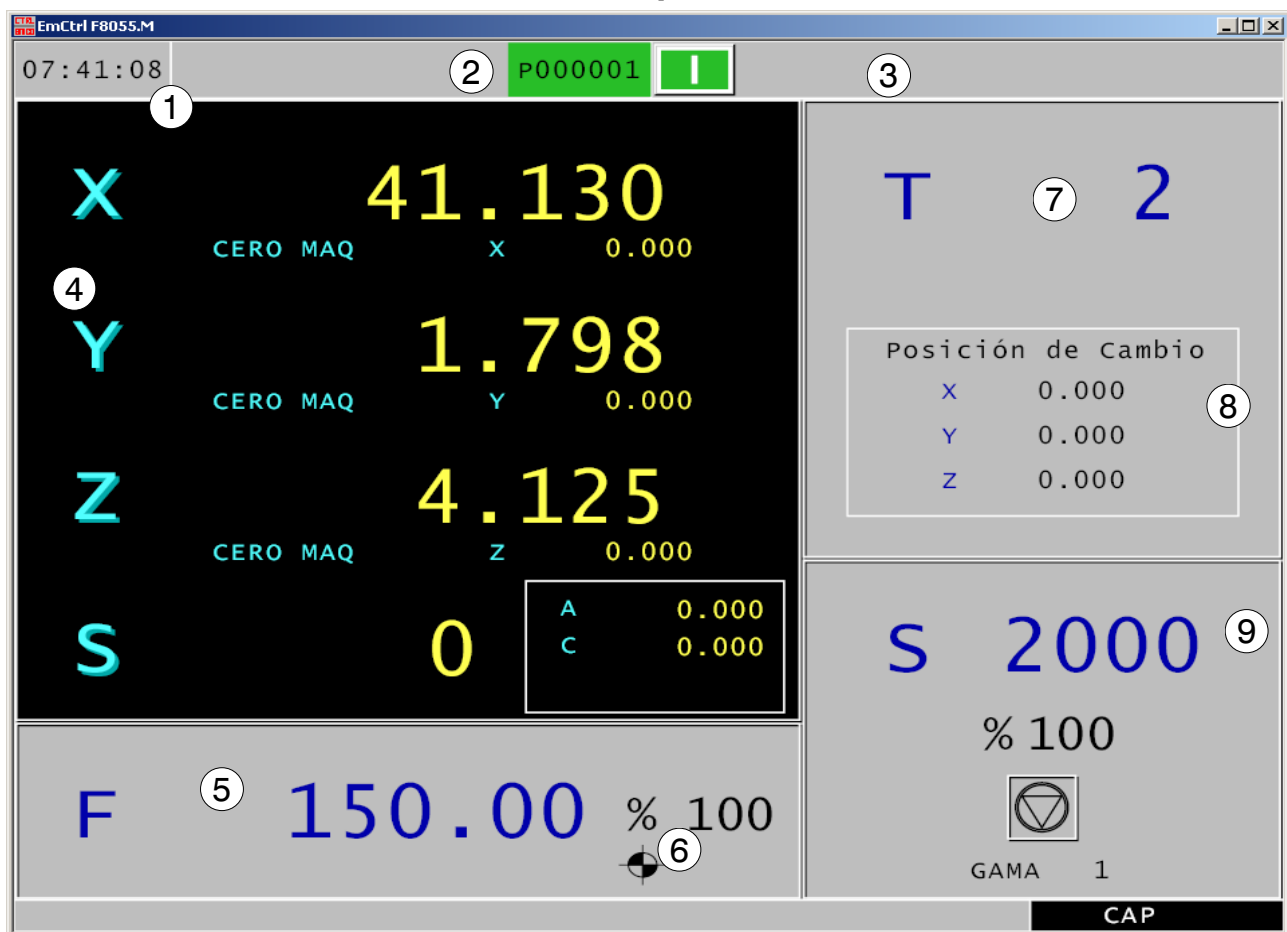 EmCtrl F8055.M
07:41:08 2 P000001 3
1
X 41.130
CERO MAQ X 0.000
4
Y 1.798
CERO MAQ Y 0.000
Z 4.125
CERO MAQ Z 0.000
S 0
A 0.000
C 0.000
F 5 150.00 % 100
6
T 7 2
Posición de Cambio
X 0.000
8
Y 0.000
Z 0.000
S 2000 9
% 100
GAMA 1
CAP